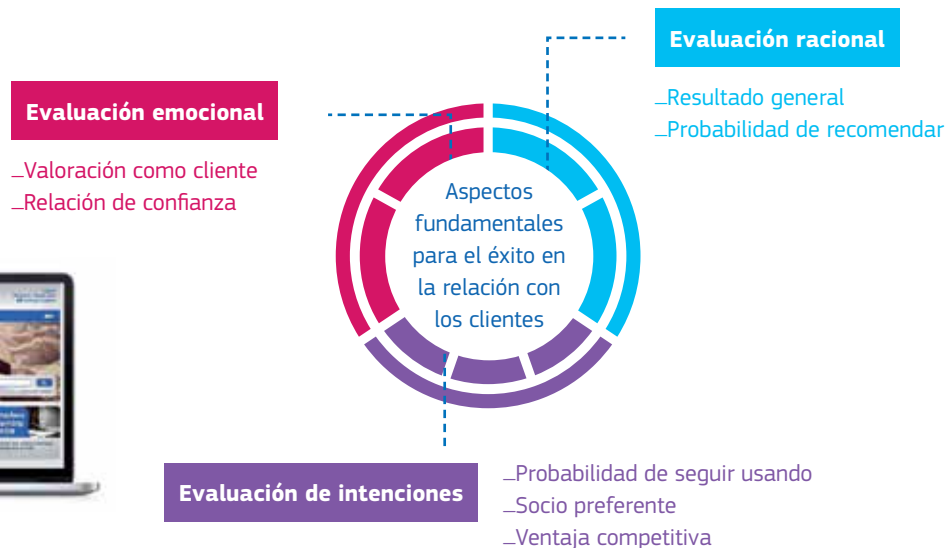 Evaluación racional
_Resultado general
_Probabilidad de recomendar
Evaluación emocional
_Valoración como cliente
_Relación de confianza
Aspectos
fundamentales
para el éxito en
la relación con
los clientes
Evaluación de intenciones
_Probabilidad de seguir usando
_Socio preferente
_Ventaja competitiva